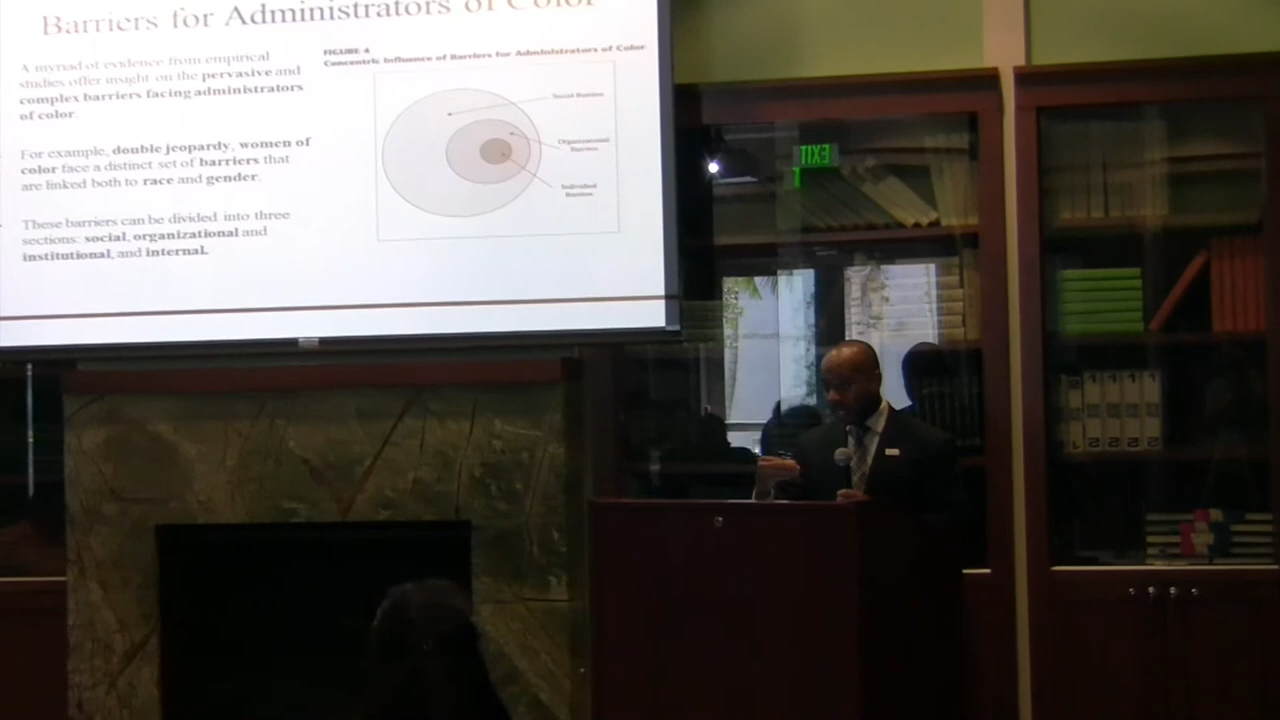 Barriers for Administrators of Color
A myriad of evidence from empirical
studies offer insight on the pervasive and
complex barriers facing administrators
of color.
For example, double jeopardy, women of
color face a distinct set of barriers that
are linked both to race and gender.
These barriers can be divided into three
sections: social, organizational and
institutional, and internal.
FIGURE 4
Concentric Influence of Barriers for Administrators of Color
Social Barriers
Organizational
Barriers
Individual
Barriers
EXIT